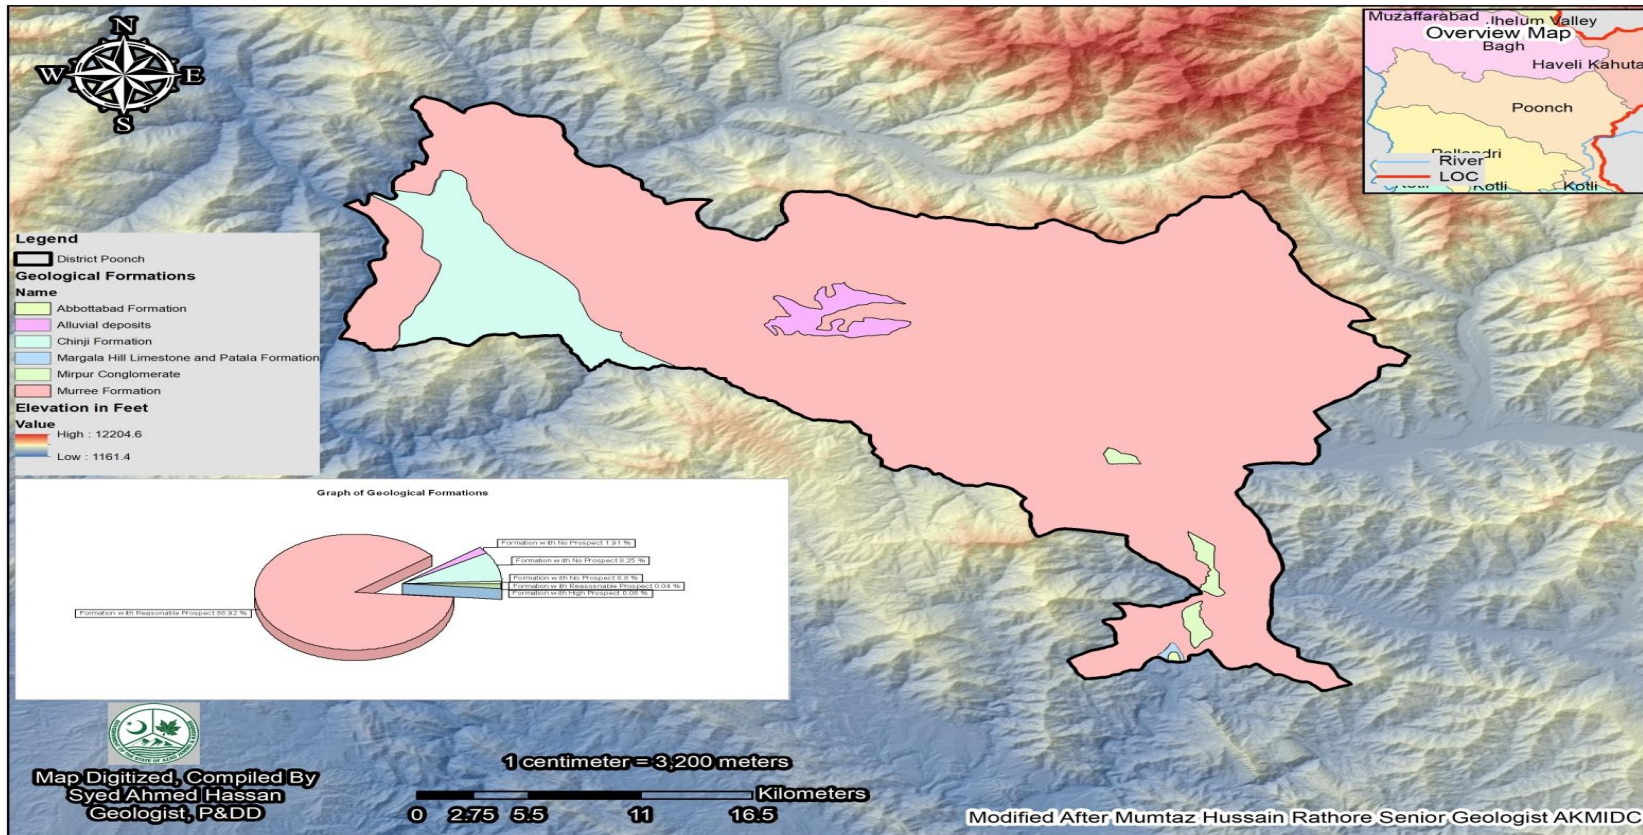 N
W E
S
Muzaffarabad Jhelum Valley
Overview Map
Bagh
Haveli Kahuta
Poonch
Pallandri
River
LOC
Kotli Kotli Kotli
Legend
District Poonch
Geological Formations
Name
Abbottabad Formation
Alluvial deposits
Chinji Formation
Margala Hill Limestone and Patala Formation
Mirpur Conglomerate
Murree Formation
Elevation in Feet
Value
High : 12204.6
Low : 1161.4
Graph of Geological Formations
Formation with No Prospect 1.91 %
Formation with No Prospect 8.25 %
Formation with No Prospect 0.8 %
Formation with Reasosnable Prospect 0.04 %
Formation with High Prospect 0.08 %
Formation with Reasonable Prospect 88.92 %
Map Digitized, Compiled By
Syed Ahmed Hassan
Geologist, P&DD
1 centimeter = 3,200 meters
Kilometers
0 2.75 5.5 11 16.5
Modified After Mumtaz Hussain Rathore Senior Geologist AKMIDC